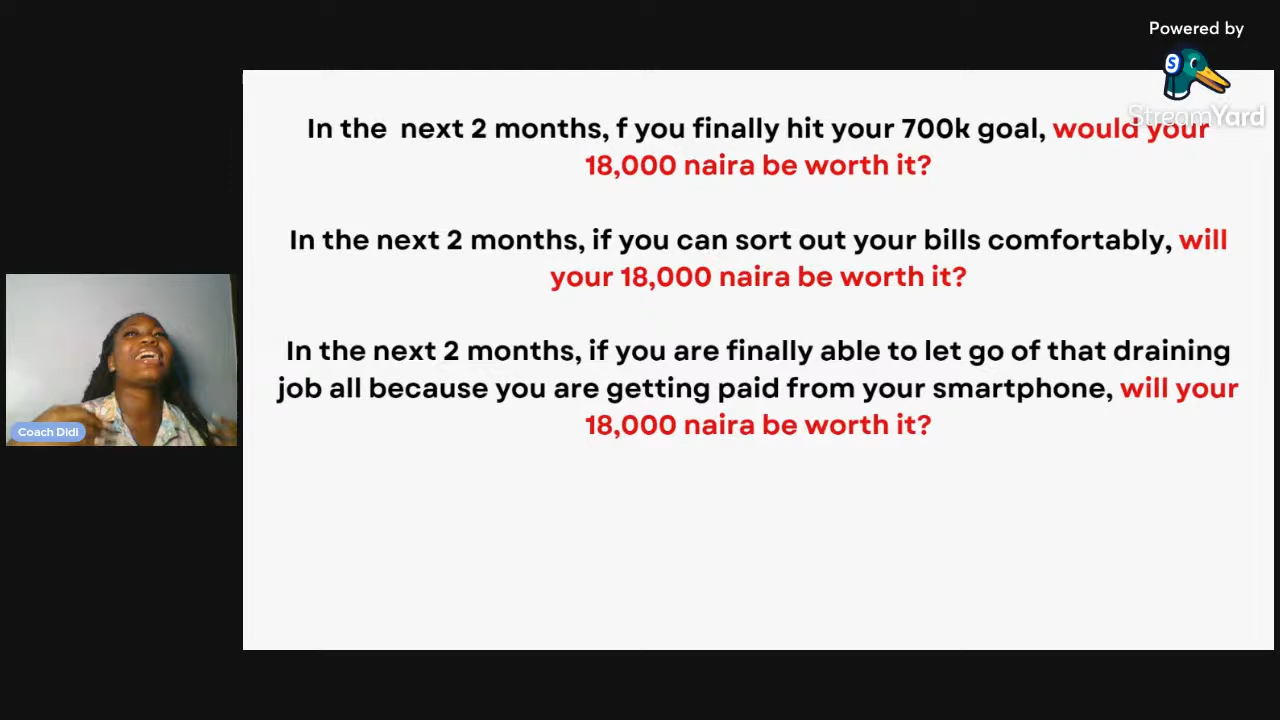 Powered by
StreamYard
In the next 2 months, f you finally hit your 700k goal, would your
18,000 naira be worth it?
In the next 2 months, if you can sort out your bills comfortably, will
your 18,000 naira be worth it?
In the next 2 months, if you are finally able to let go of that draining
job all because you are getting paid from your smartphone, will your
18,000 naira be worth it?
Coach Didi
S